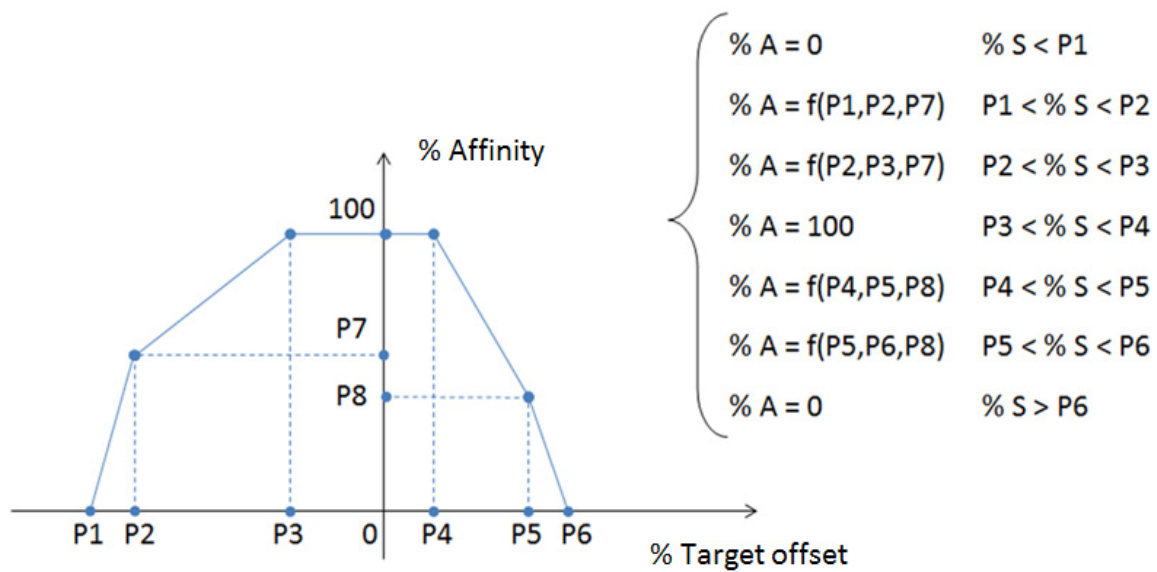 % Affinity
100
P7
P8
P1 P2 P3 0 P4 P5 P6
% Target offset
% A = 0 % S < P1
% A = f(P1,P2,P7) P1 < % S < P2
% A = f(P2,P3,P7) P2 < % S < P3
% A = 100 P3 < % S < P4
% A = f(P4,P5,P8) P4 < % S < P5
% A = f(P5,P6,P8) P5 < % S < P6
% A = 0 % S > P6